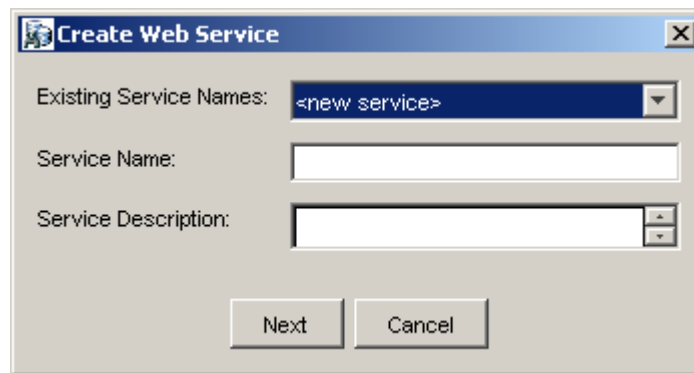 Create Web Service
Existing Service Names: <new service>
Service Name:
Service Description:
Next Cancel